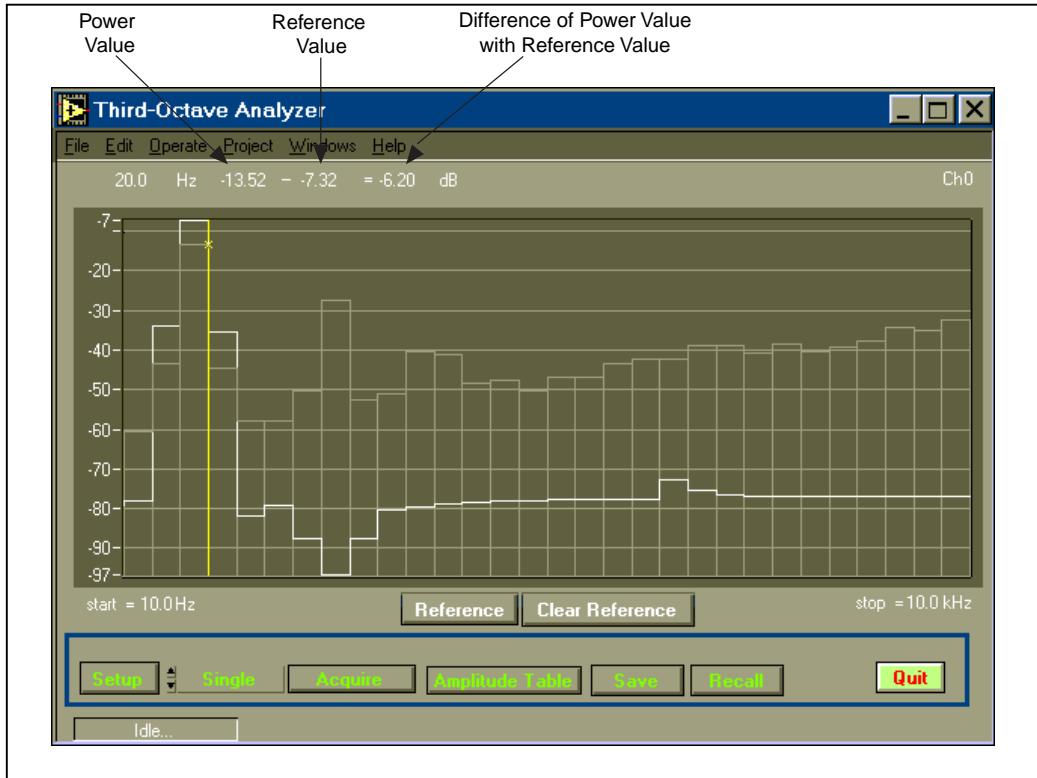 Power Value
Reference Value
Difference of Power Value with Reference Value
Third-Octave Analyzer
File Edit Operate Project Windows Help
20.0 Hz -13.52 – -7.32 = -6.20 dB Ch0
-7
-20
-30
-40
-50
-60
-70
-80
-90
-97
start = 10.0 Hz
Reference Clear Reference
stop = 10.0 kHz
Setup Single Acquire Amplitude Table Save Recall Quit
Idle...